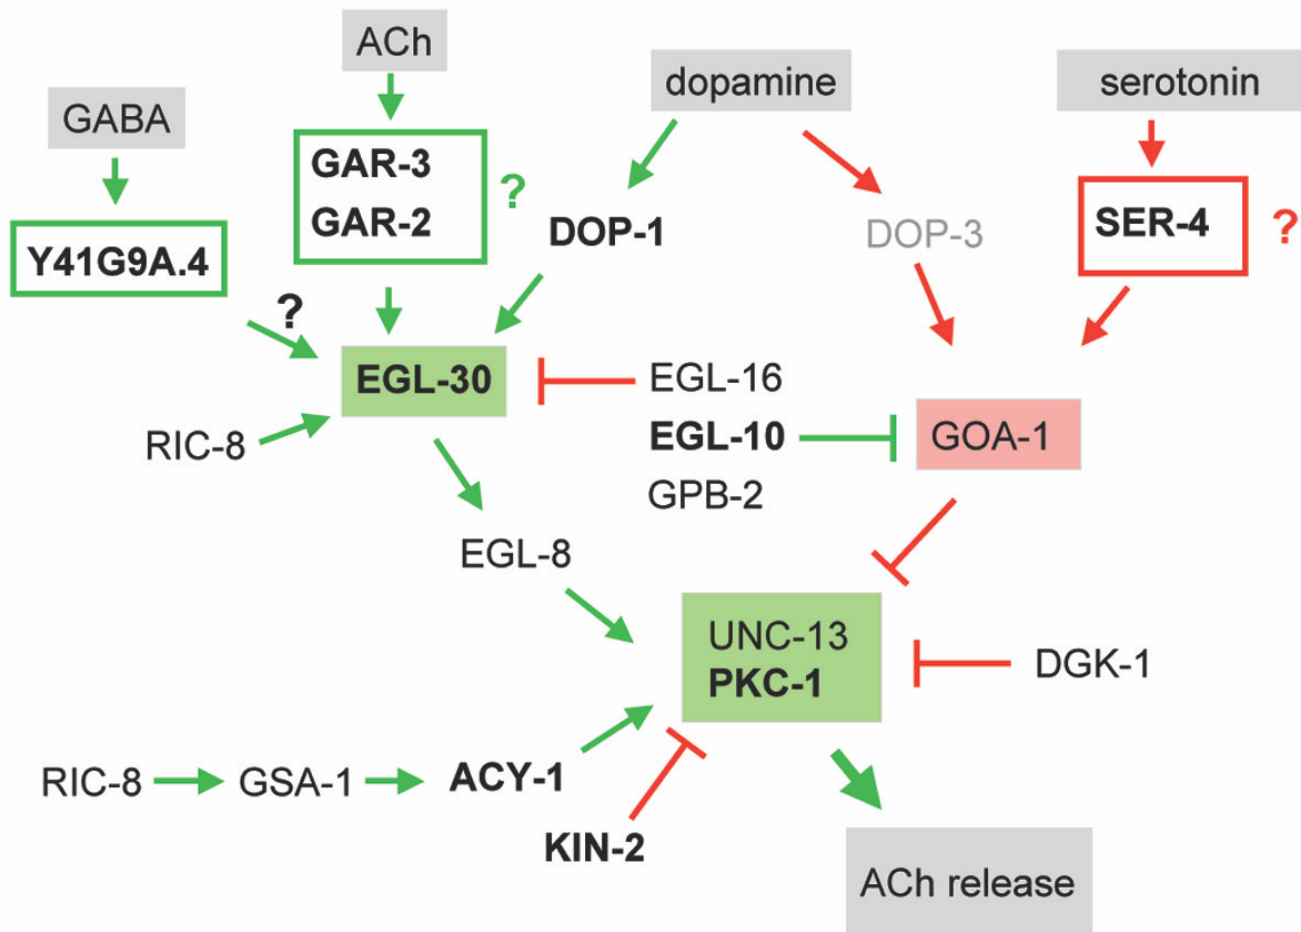 ACh
dopamine
serotonin
GABA
GAR-3
GAR-2
?
DOP-1
DOP-3
SER-4
?
Y41G9A.4
?
EGL-30
EGL-16
EGL-10
GPB-2
GOA-1
RIC-8
EGL-8
UNC-13
PKC-1
DGK-1
RIC-8
GSA-1
ACY-1
KIN-2
ACh release